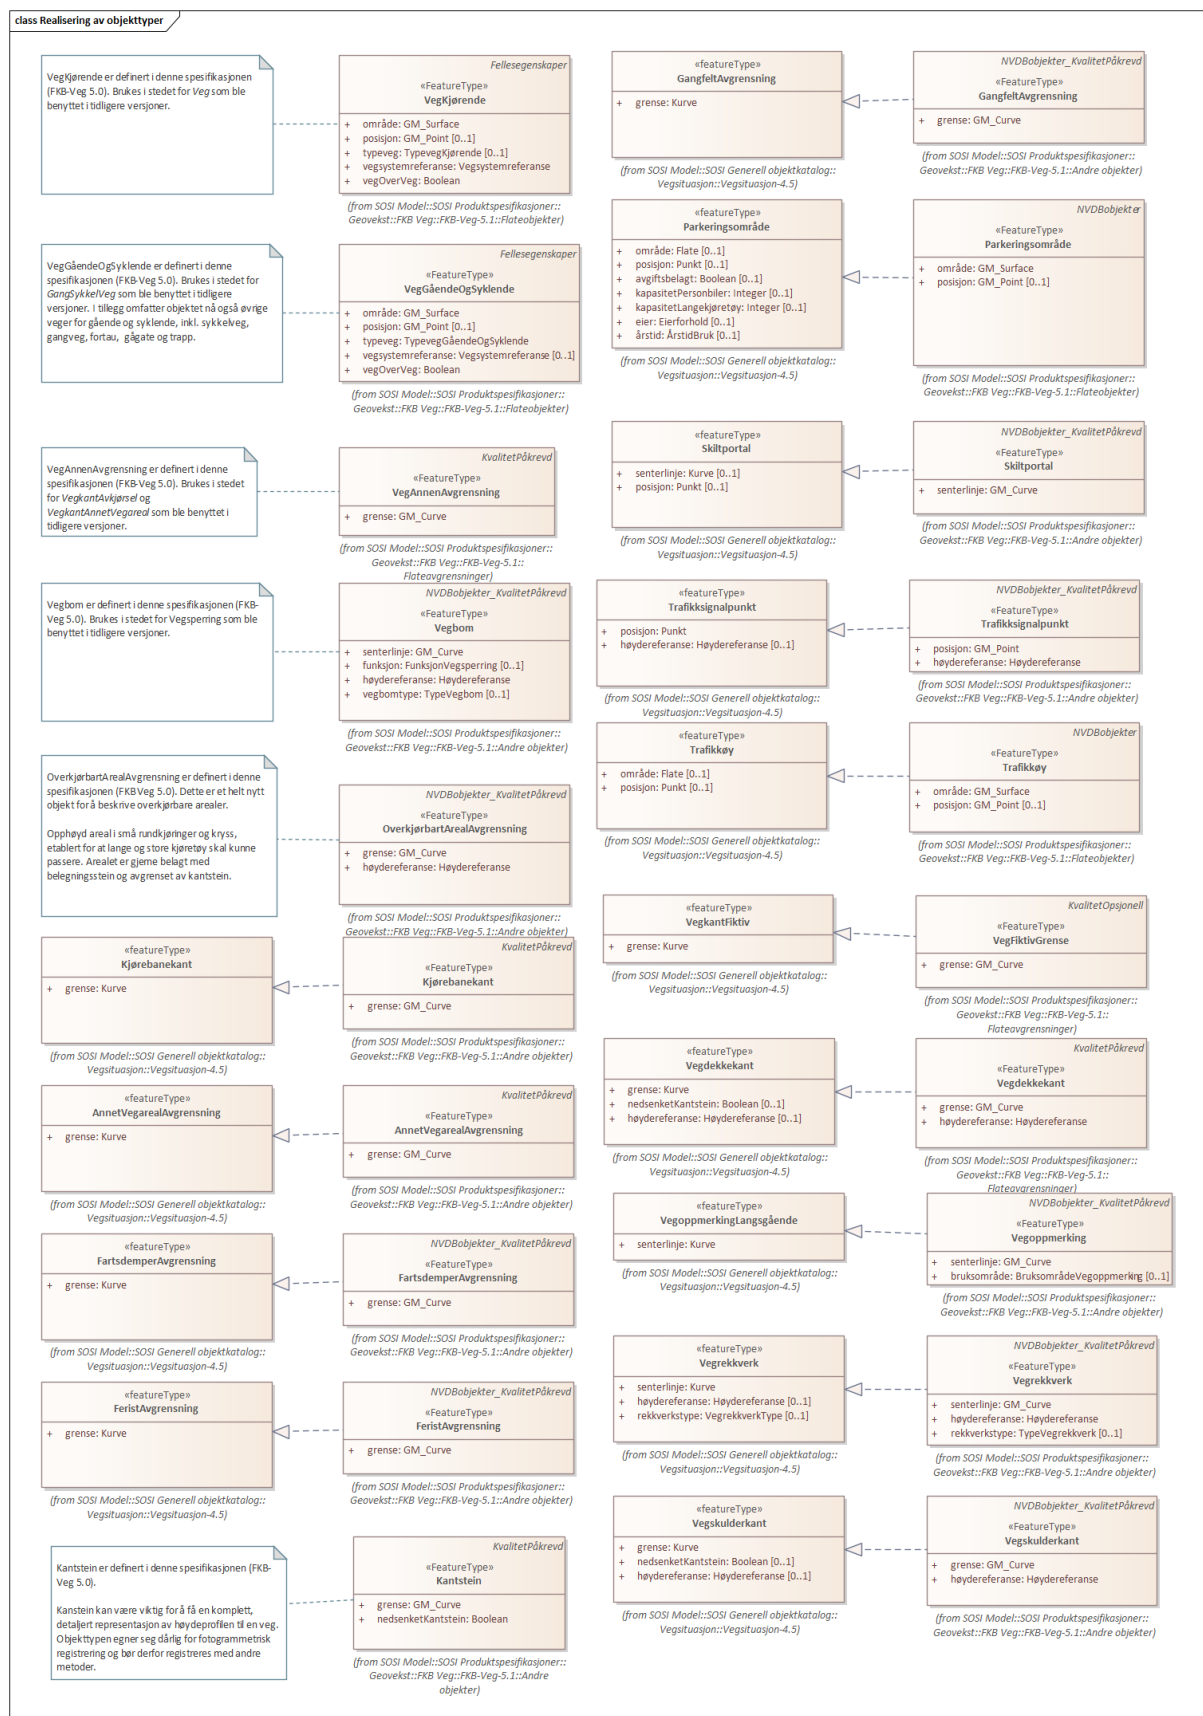 class Realisering av objekttyper
VegKjørende er definert i denne spesifikasjonen
(FKB-Veg 5.0). Brukes i stedet for Veg som ble
benyttet i tidligere versjoner.
Fellesegenskaper
«FeatureType»
VegKjørende
+ område: GM_Surface
+ posisjon: GM_Point [0..1]
+ typeveg: TypevegKjørende [0..1]
+ vegsystemreferanse: Vegsystemreferanse
+ vegOverVeg: Boolean
(from SOSI Model::SOSI Produktspesifikasjoner::
Geovekst::FKB Veg::FKB-Veg-5.1::Flateobjekter)
VegGåendeOgSyklende er definert i denne
spesifikasjonen (FKB-Veg 5.0). Brukes i stedet for
GangSykkelVeg som ble benyttet i tidligere
versjoner. I tillegg omfatter objektet nå også øvrige
veger for gående og syklende, inkl. sykkelveg,
gangveg, fortau, gågate og trapp.
Fellesegenskaper
«FeatureType»
VegGåendeOgSyklende
+ område: GM_Surface
+ posisjon: GM_Point [0..1]
+ typeveg: TypevegGåendeOgSyklende
+ vegsystemreferanse: Vegsystemreferanse [0..1]
+ vegOverVeg: Boolean
(from SOSI Model::SOSI Produktspesifikasjoner::
Geovekst::FKB Veg::FKB-Veg-5.1::Flateobjekter)
VegAnnenAvgrensning er definert i denne
spesifikasjonen (FKB-Veg 5.0). Brukes i stedet
for VegkantAvkjørsel og
VegkantAnnetVegareal som ble benyttet i
tidligere versjoner.
KvalitetPåkrevd
«FeatureType»
VegAnnenAvgrensning
+ grense: GM_Curve
(from SOSI Model::SOSI Produktspesifikasjoner::
Geovekst::FKB Veg::FKB-Veg-5.1::
Flateavgrensninger)
Vegbom er definert i denne spesifikasjonen (FKB-
Veg 5.0). Brukes i stedet for Vegsperring som ble
benyttet i tidligere versjoner.
NVDBobjekter_KvalitetPåkrevd
«FeatureType»
Vegbom
+ senterlinje: GM_Curve
+ funksjon: FunksjonVegsperring [0..1]
+ høydereferanse: Høydereferanse
+ vegbomtype: TypeVegbom [0..1]
(from SOSI Model::SOSI Produktspesifikasjoner::
Geovekst::FKB Veg::FKB-Veg-5.1::Andre objekter)
OverkjørbartArealAvgrensning er definert i denne
spesifikasjonen (FKB Veg 5.0). Dette er et helt nytt
objekt for å beskrive overkjørbare arealer.
Opphøyd areal i små rundkjøringer og kryss,
etablert for at lange og store kjøretøy skal kunne
passere. Arealet er gjerne belagt med
belegningsstein og avgrenset av kantstein.
NVDBobjekter_KvalitetPåkrevd
«FeatureType»
OverkjørbartArealAvgrensning
+ grense: GM_Curve
+ høydereferanse: Høydereferanse
(from SOSI Model::SOSI Produktspesifikasjoner::
Geovekst::FKB Veg::FKB-Veg-5.1::Andre objekter)
«featureType»
Kjørebanekant
+ grense: Kurve
(from SOSI Model::SOSI Generell objektkatalog::
Vegsituasjon::Vegsituasjon-4.5)
KvalitetPåkrevd
«FeatureType»
Kjørebanekant
+ grense: GM_Curve
(from SOSI Model::SOSI Produktspesifikasjoner::
Geovekst::FKB Veg::FKB-Veg-5.1::Andre objekter)
«featureType»
AnnetVegarealAvgrensning
+ grense: Kurve
(from SOSI Model::SOSI Generell objektkatalog::
Vegsituasjon::Vegsituasjon-4.5)
KvalitetPåkrevd
«FeatureType»
AnnetVegarealAvgrensning
+ grense: GM_Curve
(from SOSI Model::SOSI Produktspesifikasjoner::
Geovekst::FKB Veg::FKB-Veg-5.1::Andre objekter)
«featureType»
FartsdemperAvgrensning
+ grense: Kurve
(from SOSI Model::SOSI Generell objektkatalog::
Vegsituasjon::Vegsituasjon-4.5)
NVDBobjekter_KvalitetPåkrevd
«FeatureType»
FartsdemperAvgrensning
+ grense: GM_Curve
(from SOSI Model::SOSI Produktspesifikasjoner::
Geovekst::FKB Veg::FKB-Veg-5.1::Andre objekter)
«featureType»
FeristAvgrensning
+ grense: Kurve
(from SOSI Model::SOSI Generell objektkatalog::
Vegsituasjon::Vegsituasjon-4.5)
NVDBobjekter_KvalitetPåkrevd
«FeatureType»
FeristAvgrensning
+ grense: GM_Curve
(from SOSI Model::SOSI Produktspesifikasjoner::
Geovekst::FKB Veg::FKB-Veg-5.1::Andre objekter)
Kantstein er definert i denne spesifikasjonen (FKB-
Veg 5.0).
Kanstein kan være viktig for å få en komplett,
detaljert representasjon av høydeprofilen til en veg.
Objekttypen egner seg dårlig for fotogrammetrisk
registrering og bør derfor registreres med andre
metoder.
KvalitetPåkrevd
«FeatureType»
Kantstein
+ grense: GM_Curve
+ nedsenketKantstein: Boolean
(from SOSI Model::SOSI Produktspesifikasjoner::
Geovekst::FKB Veg::FKB-Veg-5.1::Andre
objekter)
«featureType»
GangfeltAvgrensning
+ grense: Kurve
(from SOSI Model::SOSI Generell objektkatalog::
Vegsituasjon::Vegsituasjon-4.5)
NVDBobjekter_KvalitetPåkrevd
«FeatureType»
GangfeltAvgrensning
+ grense: GM_Curve
(from SOSI Model::SOSI Produktspesifikasjoner::
Geovekst::FKB Veg::FKB-Veg-5.1::Andre objekter)
«featureType»
Parkeringsområde
+ område: Flate [0..1]
+ posisjon: Punkt [0..1]
+ avgiftsbelagt: Boolean [0..1]
+ kapasitetPersonbiler: Integer [0..1]
+ kapasitetLangekjøretøy: Integer [0..1]
+ eier: Eierforhold [0..1]
+ årstid: ÅrstidBruk [0..1]
(from SOSI Model::SOSI Generell objektkatalog::
Vegsituasjon::Vegsituasjon-4.5)
NVDBobjekter
«FeatureType»
Parkeringsområde
+ område: GM_Surface
+ posisjon: GM_Point [0..1]
(from SOSI Model::SOSI Produktspesifikasjoner::
Geovekst::FKB Veg::FKB-Veg-5.1::Flateobjekter)
«featureType»
Skiltportal
+ senterlinje: Kurve [0..1]
+ posisjon: Punkt [0..1]
(from SOSI Model::SOSI Generell objektkatalog::
Vegsituasjon::Vegsituasjon-4.5)
NVDBobjekter_KvalitetPåkrevd
«FeatureType»
Skiltportal
+ senterlinje: GM_Curve
(from SOSI Model::SOSI Produktspesifikasjoner::
Geovekst::FKB Veg::FKB-Veg-5.1::Andre objekter)
«featureType»
Trafikksignalpunkt
+ posisjon: Punkt
+ høydereferanse: Høydereferanse [0..1]
(from SOSI Model::SOSI Generell objektkatalog::
Vegsituasjon::Vegsituasjon-4.5)
NVDBobjekter_KvalitetPåkrevd
«FeatureType»
Trafikksignalpunkt
+ posisjon: GM_Point
+ høydereferanse: Høydereferanse
(from SOSI Model::SOSI Produktspesifikasjoner::
Geovekst::FKB Veg::FKB-Veg-5.1::Andre objekter)
«featureType»
Trafikkøy
+ område: Flate [0..1]
+ posisjon: Punkt [0..1]
(from SOSI Model::SOSI Generell objektkatalog::
Vegsituasjon::Vegsituasjon-4.5)
NVDBobjekter
«FeatureType»
Trafikkøy
+ område: GM_Surface
+ posisjon: GM_Point [0..1]
(from SOSI Model::SOSI Produktspesifikasjoner::
Geovekst::FKB Veg::FKB-Veg-5.1::Flateobjekter)
«featureType»
VegkantFiktiv
+ grense: Kurve
(from SOSI Model::SOSI Generell objektkatalog::
Vegsituasjon::Vegsituasjon-4.5)
KvalitetOpsjonell
«FeatureType»
VegFiktivGrense
+ grense: GM_Curve
(from SOSI Model::SOSI Produktspesifikasjoner::
Geovekst::FKB Veg::FKB-Veg-5.1::
Flateavgrensninger)
«featureType»
Vegdekkekant
+ grense: Kurve
+ nedsenketKantstein: Boolean [0..1]
+ høydereferanse: Høydereferanse [0..1]
(from SOSI Model::SOSI Generell objektkatalog::
Vegsituasjon::Vegsituasjon-4.5)
KvalitetPåkrevd
«FeatureType»
Vegdekkekant
+ grense: GM_Curve
+ høydereferanse: Høydereferanse
(from SOSI Model::SOSI Produktspesifikasjoner::
Geovekst::FKB Veg::FKB-Veg-5.1::
Flateavgrensninger)
«featureType»
VegoppmerkingLangsgående
+ senterlinje: Kurve
(from SOSI Model::SOSI Generell objektkatalog::
Vegsituasjon::Vegsituasjon-4.5)
NVDBobjekter_KvalitetPåkrevd
«FeatureType»
Vegoppmerking
+ senterlinje: GM_Curve
+ bruksområde: BruksområdeVegoppmerking [0..1]
(from SOSI Model::SOSI Produktspesifikasjoner::
Geovekst::FKB Veg::FKB-Veg-5.1::Andre objekter)
«featureType»
Vegrekkverk
+ senterlinje: Kurve
+ høydereferanse: Høydereferanse [0..1]
+ rekkverkstype: VegrekkverkType [0..1]
(from SOSI Model::SOSI Generell objektkatalog::
Vegsituasjon::Vegsituasjon-4.5)
NVDBobjekter_KvalitetPåkrevd
«FeatureType»
Vegrekkverk
+ senterlinje: GM_Curve
+ høydereferanse: Høydereferanse
+ rekkverkstype: TypeVegrekkverk [0..1]
(from SOSI Model::SOSI Produktspesifikasjoner::
Geovekst::FKB Veg::FKB-Veg-5.1::Andre objekter)
«featureType»
Vegskulderkant
+ grense: Kurve
+ nedsenketKantstein: Boolean [0..1]
+ høydereferanse: Høydereferanse [0..1]
(from SOSI Model::SOSI Generell objektkatalog::
Vegsituasjon::Vegsituasjon-4.5)
NVDBobjekter_KvalitetPåkrevd
«FeatureType»
Vegskulderkant
+ grense: GM_Curve
+ høydereferanse: Høydereferanse
(from SOSI Model::SOSI Produktspesifikasjoner::
Geovekst::FKB Veg::FKB-Veg-5.1::Andre objekter)